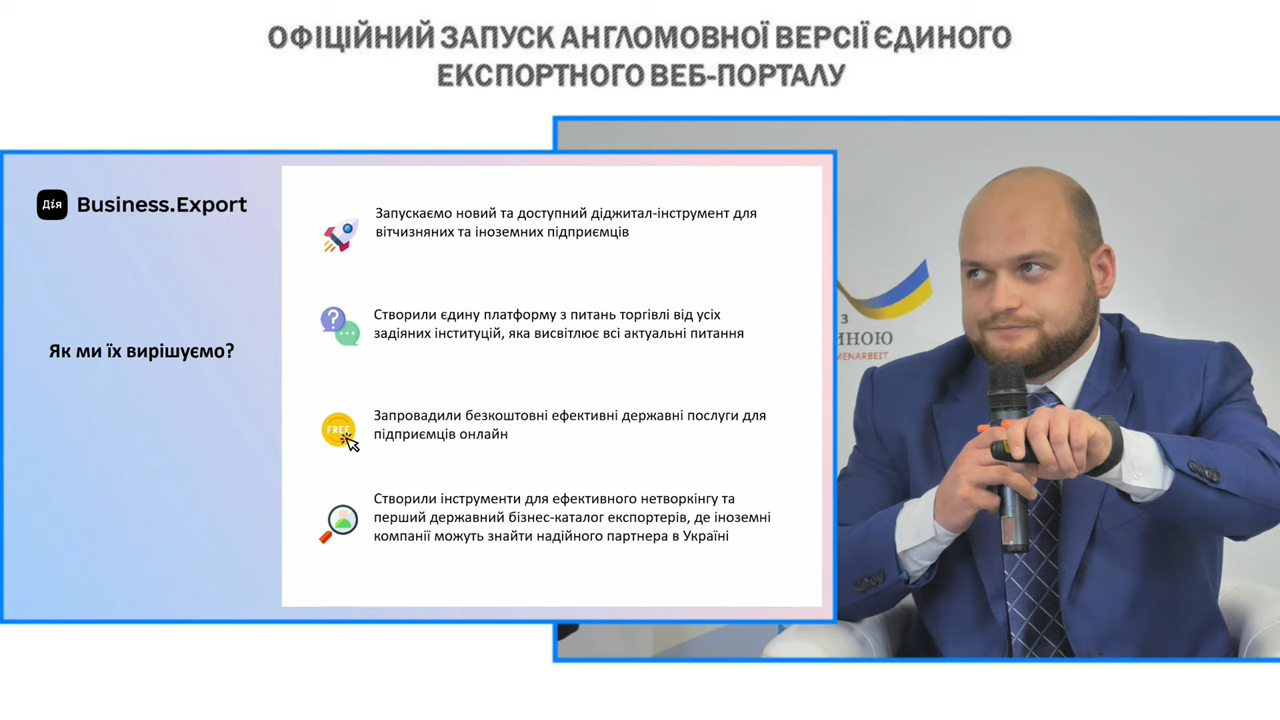 ОФІЦІЙНИЙ ЗАПУСК АНГЛОМОВНОЇ ВЕРСІЇ ЄДИНОГО
ЕКСПОРТНОГО ВЕБ-ПОРТАЛУ
Дія Business.Export
Як ми їх вирішуємо?
Запускаємо новий та доступний діджитал-інструмент для
вітчизняних та іноземних підприємців
Створили єдину платформу з питань торгівлі від усіх
задіяних інституцій, яка висвітлює всі актуальні питання
FREE
Запровадили безкоштовні ефективні державні послуги для
підприємців онлайн
Створили інструменти для ефективного нетворкінгу та
перший державний бізнес-каталог експортерів, де іноземні
компанії можуть знайти надійного партнера в Україні
З